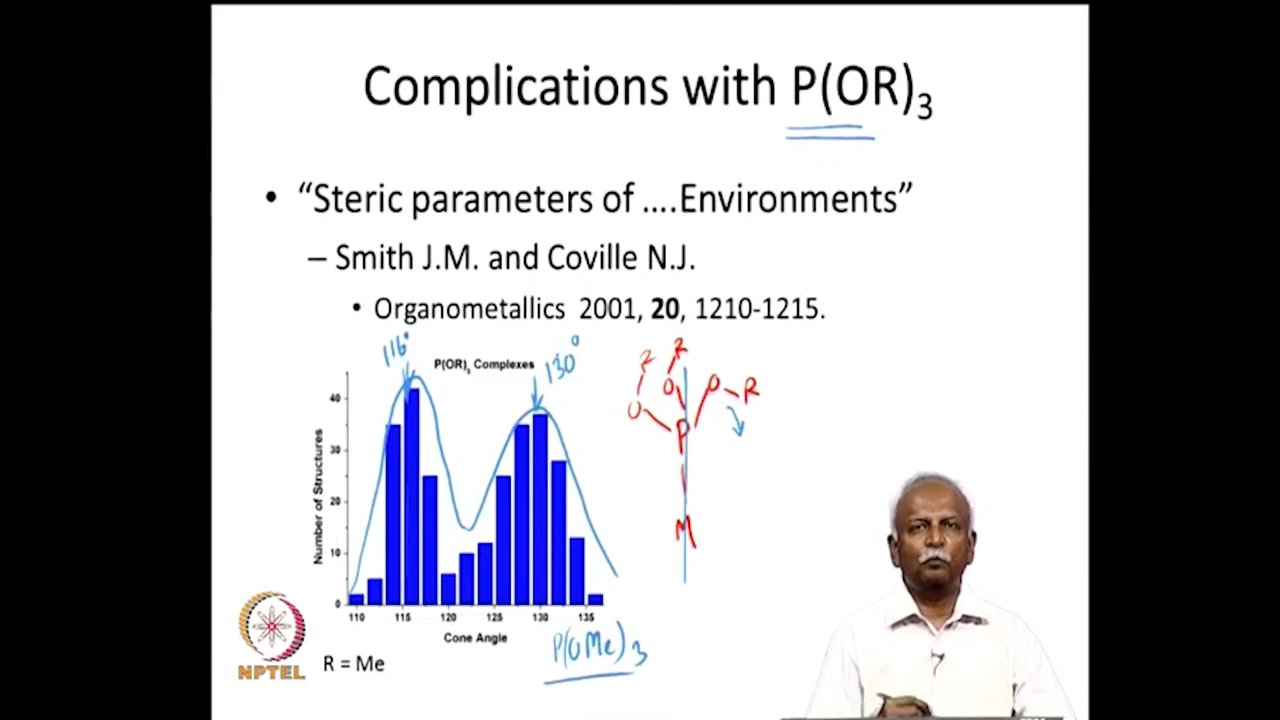 Complications with P(OR)3
• “Steric parameters of ….Environments”
– Smith J.M. and Coville N.J.
• Organometallics 2001, 20, 1210-1215.
116°
P(OR)3 Complexes
130°
Number of Structures
40
30
20
10
0
110 115 120 125 130 135
Cone Angle
R R
O O O R
P
M
P(OMe)3
R = Me
NPTEL